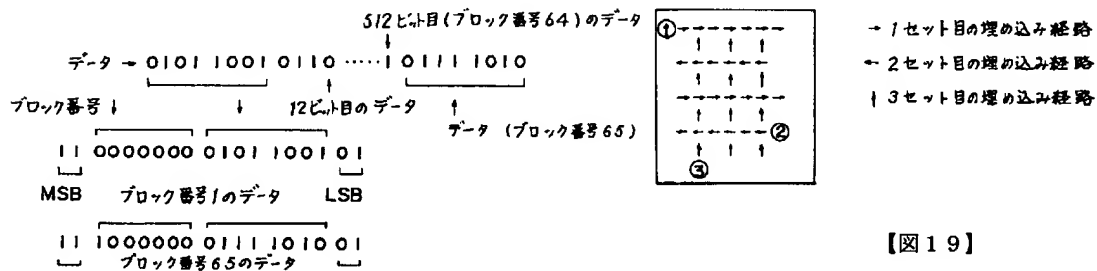 512ビット目(ブロック番号64)のデータ
データ → 0101 1001 0110 ‥‥‥ 1 0111 1010
ブロック番号 12ビット目のデータ
データ (ブロック番号65)
11 0000000 0101 1001 01
MSB ブロック番号1のデータ LSB
11 1000000 0111 1010 01
ブロック番号65のデータ
①
②
③
→ 1セット目の埋め込み経路
← 2セット目の埋め込み経路
↑ 3セット目の埋め込み経路
【図19】